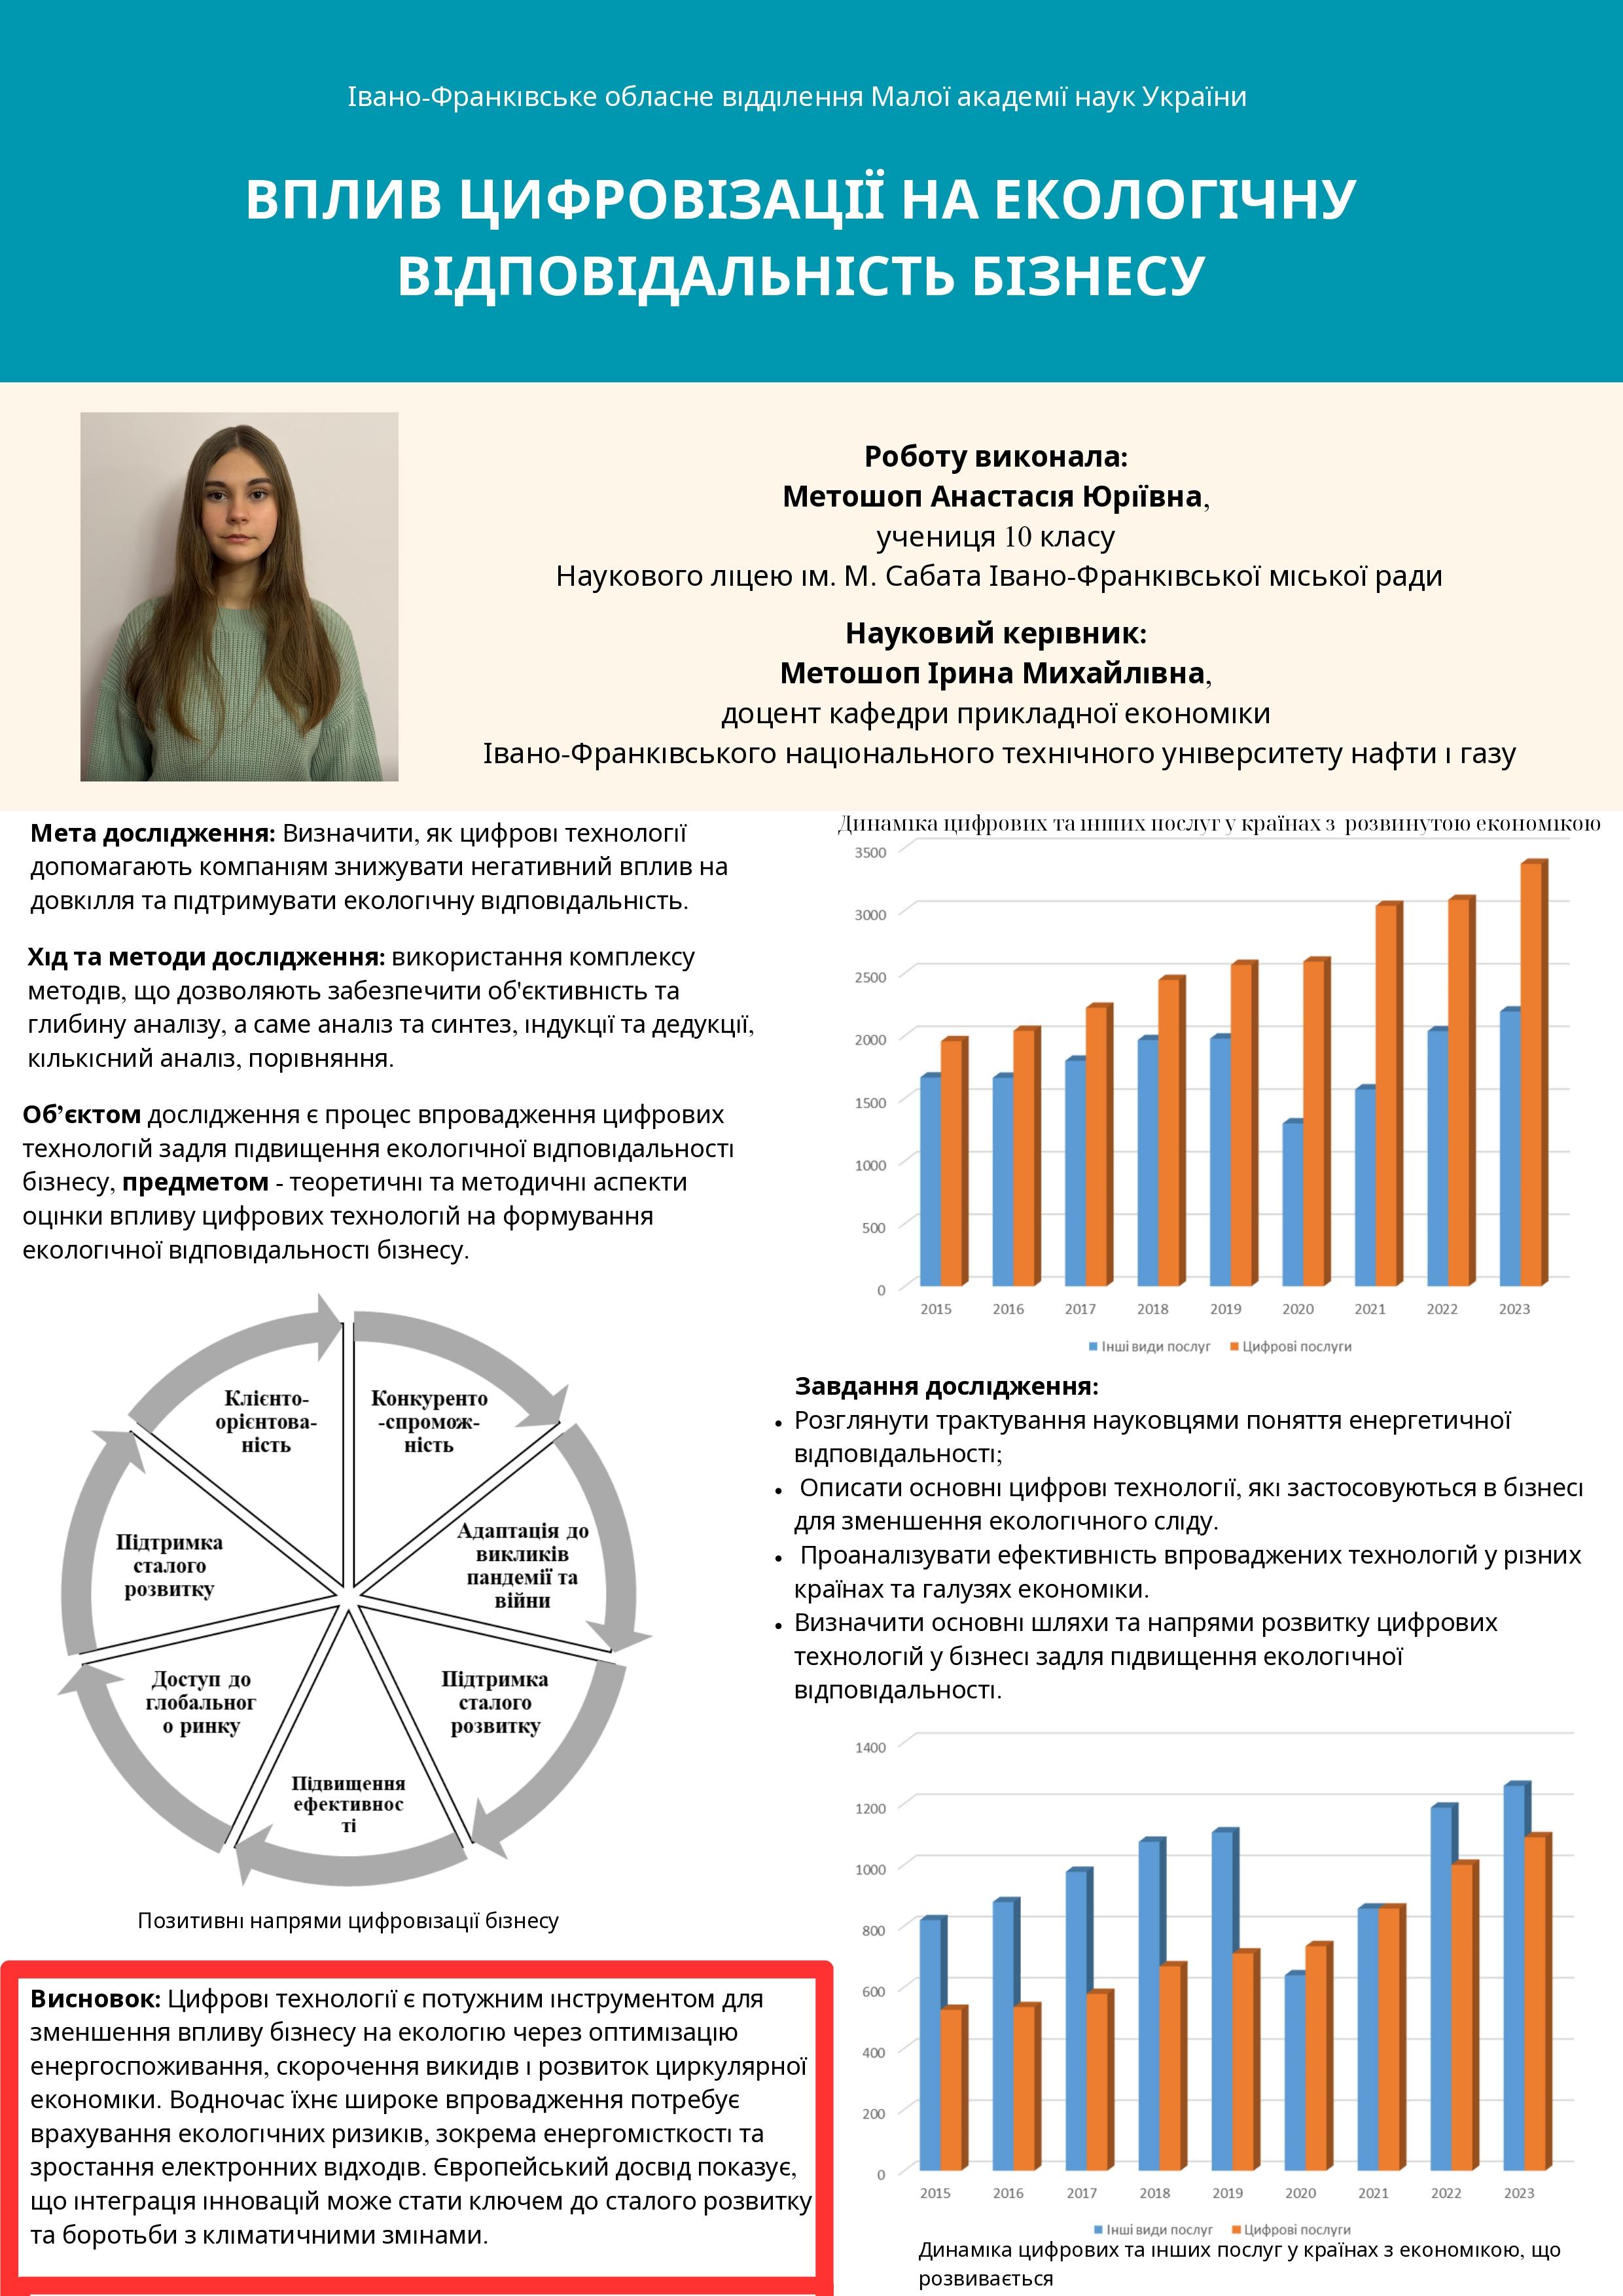 Івано-Франківське обласне відділення Малої академії наук України
ВПЛИВ ЦИФРОВІЗАЦІЇ НА ЕКОЛОГІЧНУ
ВІДПОВІДАЛЬНІСТЬ БІЗНЕСУ
Роботу виконала:
Метошоп Анастасія Юріївна,
учениця 10 класу
Наукового ліцею ім. М. Сабата Івано-Франківської міської ради
Науковий керівник:
Метошоп Ірина Михайлівна,
доцент кафедри прикладної економіки
Івано-Франківського національного технічного університету нафти і газу
Мета дослідження: Визначити, як цифрові технології
допомагають компаніям знижувати негативний вплив на
довкілля та підтримувати екологічну відповідальність.
Хід та методи дослідження: використання комплексу
методів, що дозволяють забезпечити об'єктивність та
глибину аналізу, а саме аналіз та синтез, індукції та дедукції,
кількісний аналіз, порівняння.
Об’єктом дослідження є процес впровадження цифрових
технологій задля підвищення екологічної відповідальності
бізнесу, предметом - теоретичні та методичні аспекти
оцінки впливу цифрових технологій на формування
екологічної відповідальності бізнесу.
Клієнто-
орієнтова-
ність
Конкуренто
-спромож-
ність
Адаптація до
викликів
пандемії та
війни
Підтримка
сталого
розвитку
Підвищення
ефективнос
ті
Доступ до
глобальног
о ринку
Підтримка
сталого
розвитку
Позитивні напрями цифровізації бізнесу
Висновок: Цифрові технології є потужним інструментом для
зменшення впливу бізнесу на екологію через оптимізацію
енергоспоживання, скорочення викидів і розвиток циркулярної
економіки. Водночас їхнє широке впровадження потребує
врахування екологічних ризиків, зокрема енергомісткості та
зростання електронних відходів. Європейський досвід показує,
що інтеграція інновацій може стати ключем до сталого розвитку
та боротьби з кліматичними змінами.
Динаміка цифрових та інших послуг у країнах з розвинутою економікою
3500
3000
2500
2000
1500
1000
500
0
2015 2016 2017 2018 2019 2020 2021 2022 2023
Інші види послуг Цифрові послуги
Завдання дослідження:
• Розглянути трактування науковцями поняття енергетичної
відповідальності;
• Описати основні цифрові технології, які застосовуються в бізнесі
для зменшення екологічного сліду.
• Проаналізувати ефективність впроваджених технологій у різних
країнах та галузях економіки.
• Визначити основні шляхи та напрями розвитку цифрових
технологій у бізнесі задля підвищення екологічної
відповідальності.
1400
1200
1000
800
600
400
200
0
2015 2016 2017 2018 2019 2020 2021 2022 2023
Інші види послуг Цифрові послуги
Динаміка цифрових та інших послуг у країнах з економікою, що
розвивається